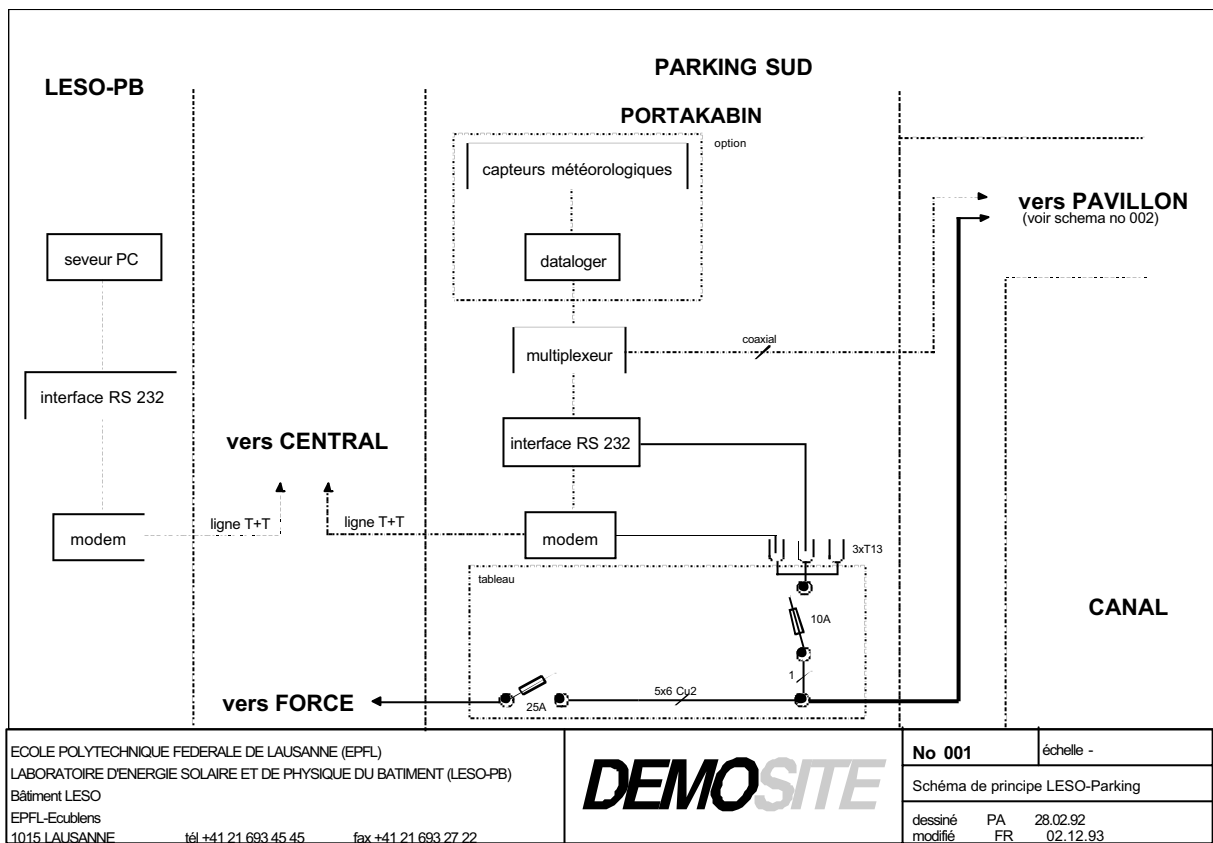 LESO-PB
PARKING SUD
PORTAKABIN
option
capteurs météorologiques
vers PAVILLON
(voir schema no 002)
seveur PC
dataloger
coaxial
multiplexeur
interface RS 232
vers CENTRAL
interface RS 232
modem
ligne T+T
ligne T+T
modem
3xT13
tableau
10A
CANAL
1
5x6 Cu2
vers FORCE
25A
ECOLE POLYTECHNIQUE FEDERALE DE LAUSANNE (EPFL)
LABORATOIRE D'ENERGIE SOLAIRE ET DE PHYSIQUE DU BATIMENT (LESO-PB)
Bâtiment LESO
EPFL-Ecublens
1015 LAUSANNE tél +41 21 693 45 45 fax +41 21 693 27 22
DEMOSITE
No 001 échelle -
Schéma de principe LESO-Parking
dessiné PA 28.02.92
modifié FR 02.12.93